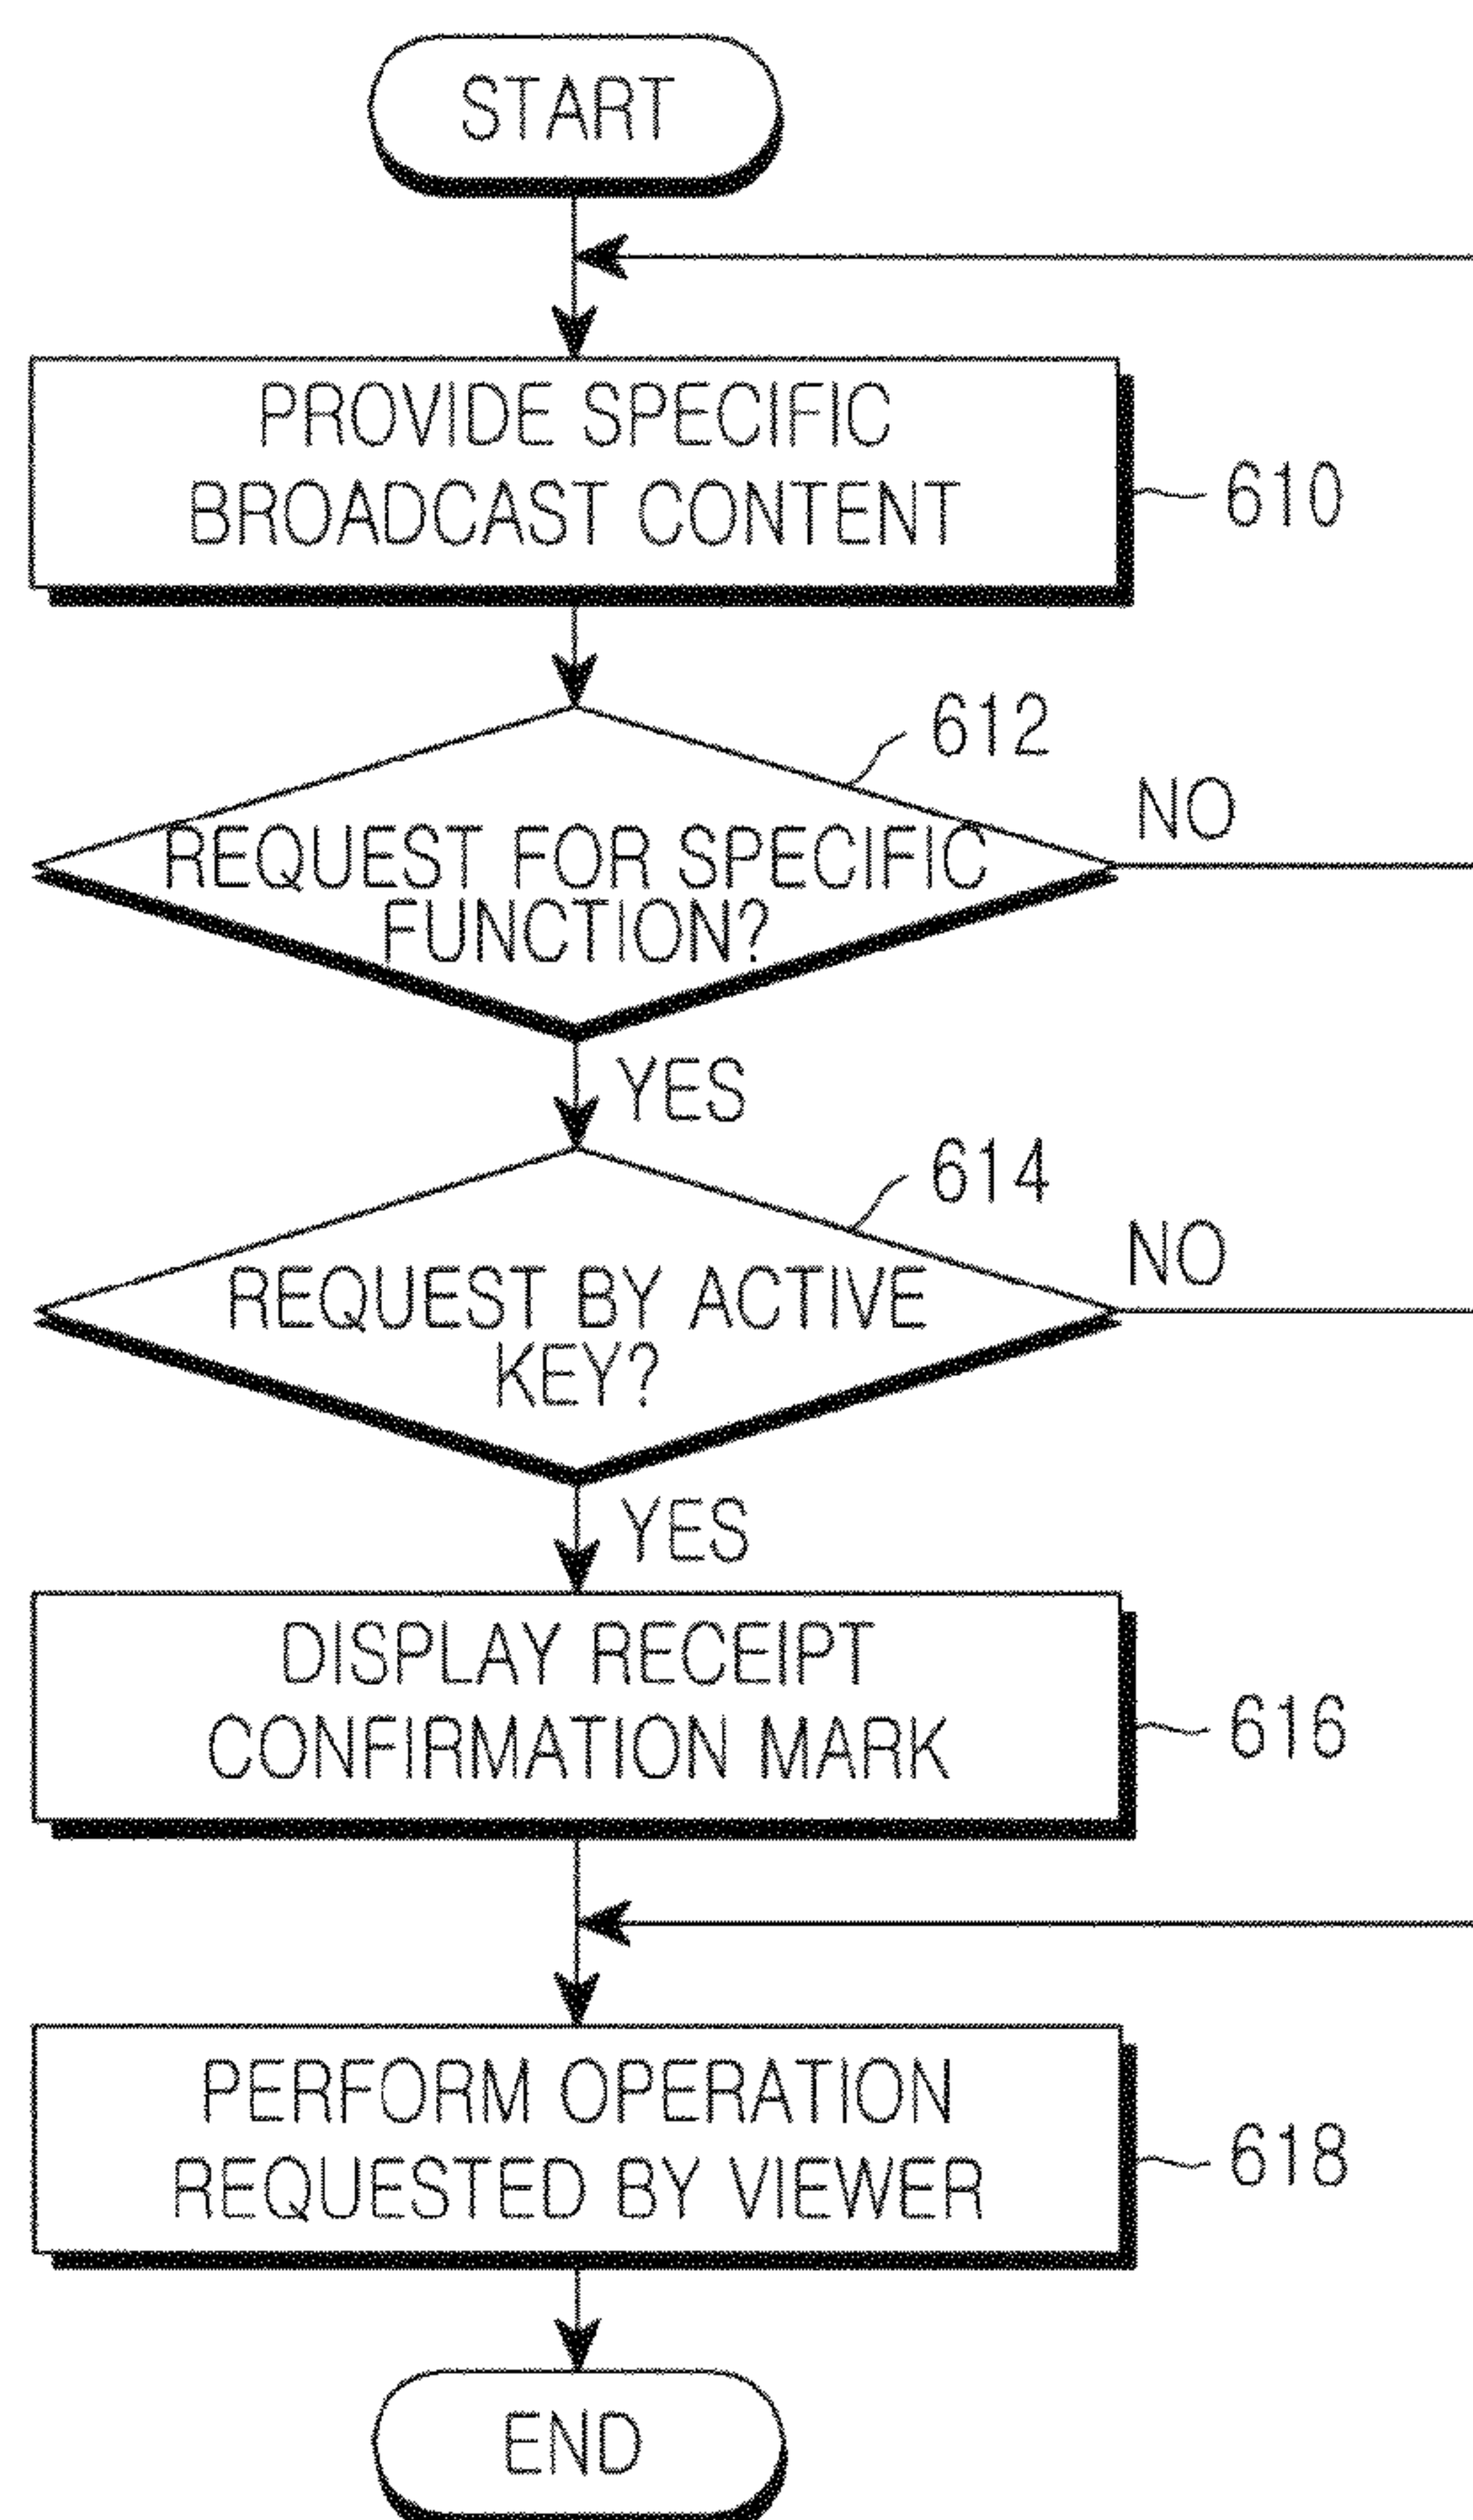 START
PROVIDE SPECIFIC
BROADCAST CONTENT
610
612
NO
REQUEST FOR SPECIFIC
FUNCTION?
YES
614
NO
REQUEST BY ACTIVE
KEY?
YES
DISPLAY RECEIPT
CONFIRMATION MARK
616
PERFORM OPERATION
REQUESTED BY VIEWER
618
END